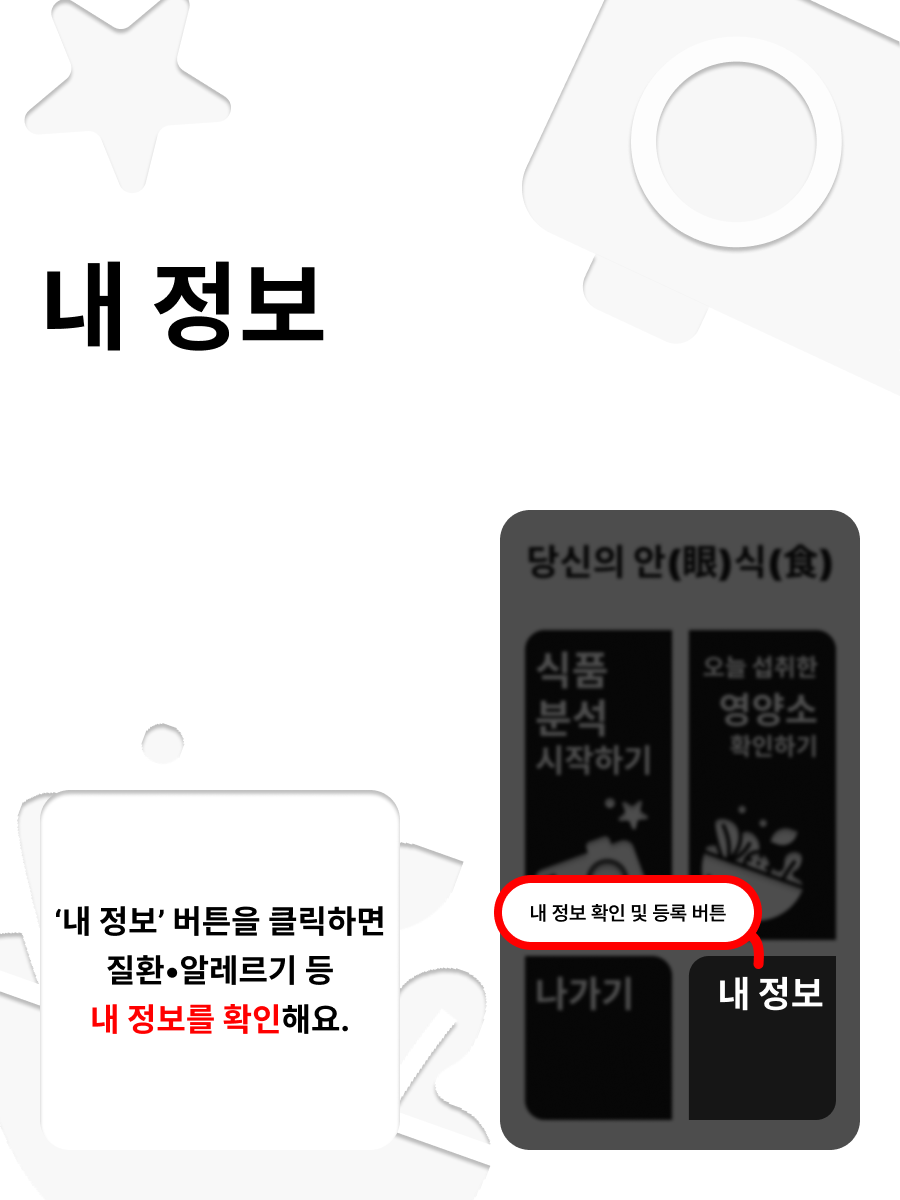 내 정보
‘내 정보’ 버튼을 클릭하면
질환•알레르기 등
내 정보를 확인해요.
당신의 안(眼)식(食)
식품
분석
시작하기
오늘 섭취한
영양소
확인하기
내 정보 확인 및 등록 버튼
나가기
내 정보